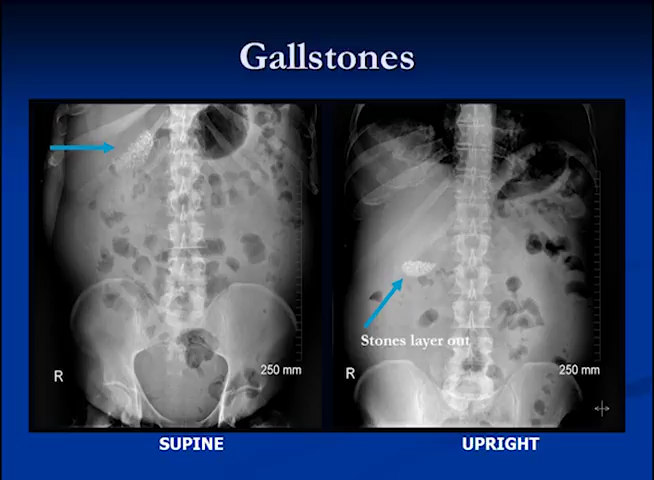 Gallstones
Stones layer out
R
250 mm
R
250 mm
SUPINE
UPRIGHT